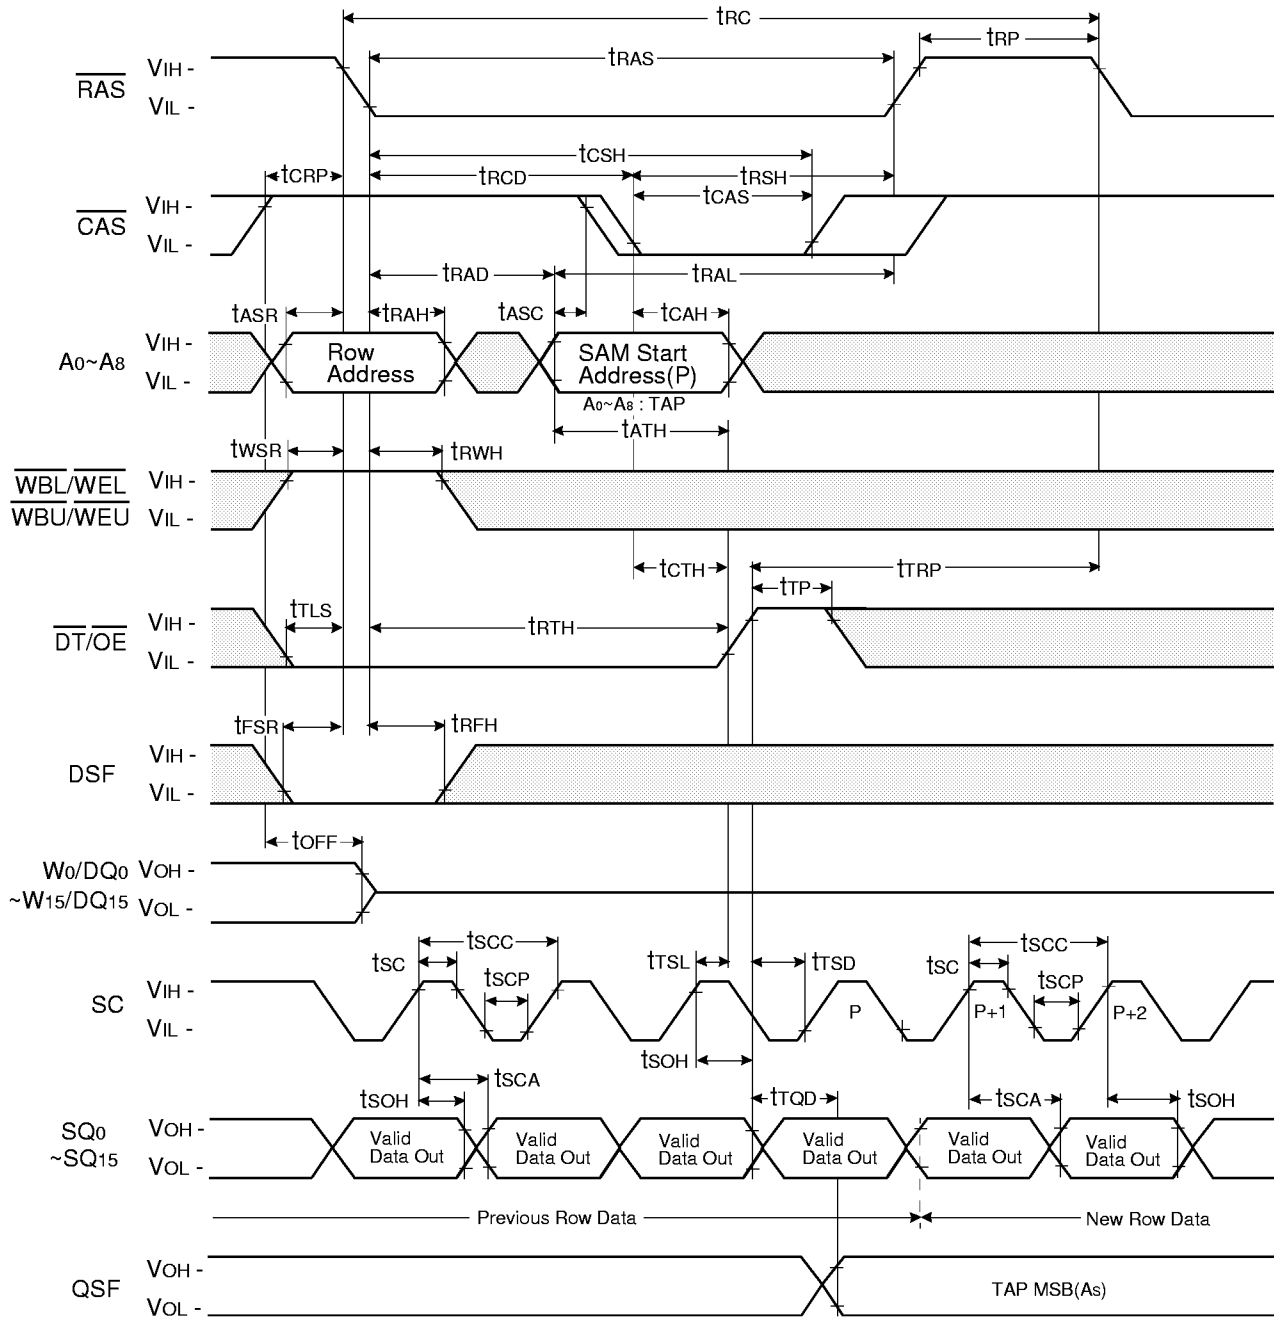 tRC
tRP
tRAS
RAS
VIH -
VIL -
tCSH
tCRP
tRCD
tRSH
tCAS
CAS
VIH -
VIL -
tRAD
tRAL
tASR
tRAH
tASC
tCAH
A0~A8
VIH -
VIL -
Row
Address
SAM Start
Address(P)
A0~A8 : TAP
tATH
tWSR
tRWH
WBL/WEL
WBU/WEU
VIH -
VIL -
tCTH
tTRP
tTP
tTLS
tRTH
DT/OE
VIH -
VIL -
tFSR
tRFH
DSF
VIH -
VIL -
tOFF
W0/DQ0
~W15/DQ15
VOH -
VOL -
tSCC
tSCC
tSC
tSCP
tTSL
tTSD
tSC
tSCP
SC
VIH -
VIL -
P
P+1
P+2
tSOH
tSCA
tSOH
tTQD
tSCA
tSOH
SQ0
~SQ15
VOH -
VOL -
Valid
Data Out
Valid
Data Out
Valid
Data Out
Valid
Data Out
Valid
Data Out
Valid
Data Out
Previous Row Data
New Row Data
QSF
VOH -
VOL -
TAP MSB(As)